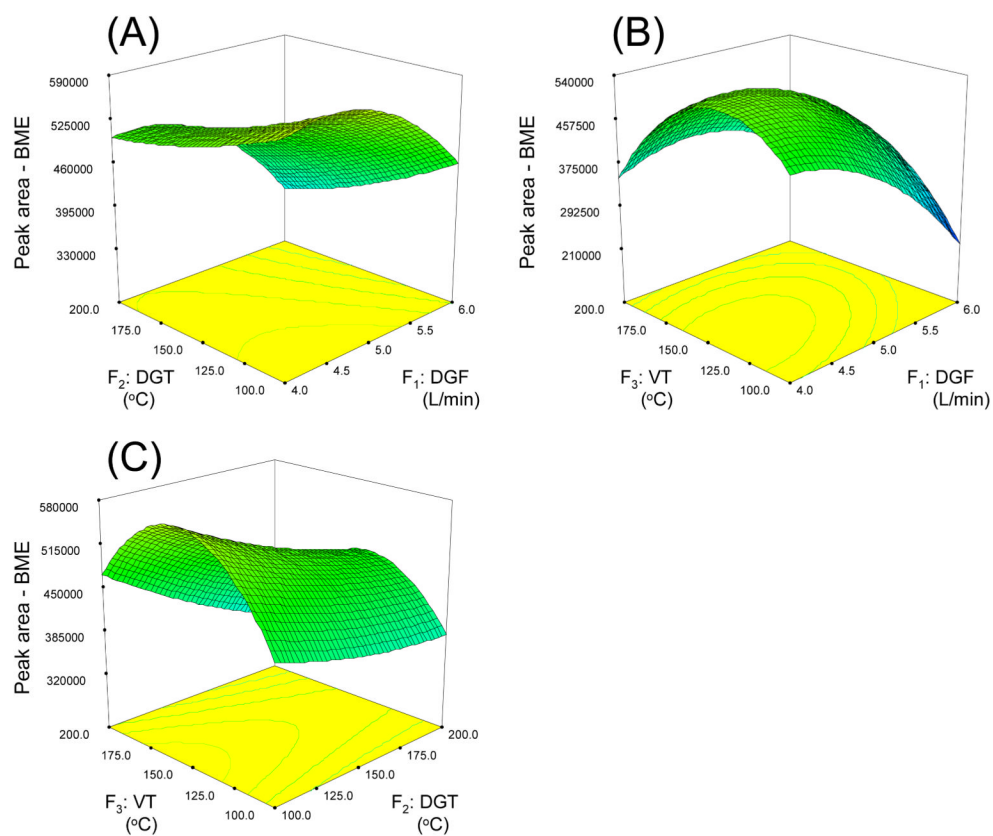 (A)
590000
525000
460000
395000
330000
Peak area - BME
200.0
175.0
150.0
125.0
100.0
F₂: DGT
(°C)
4.0
4.5
5.0
5.5
6.0
F₁: DGF
(L/min)
(B)
540000
457500
375000
292500
210000
Peak area - BME
200.0
175.0
150.0
125.0
100.0
F₃: VT
(°C)
4.0
4.5
5.0
5.5
6.0
F₁: DGF
(L/min)
(C)
580000
515000
450000
385000
320000
Peak area - BME
200.0
175.0
150.0
125.0
100.0
F₃: VT
(°C)
100.0
125.0
150.0
175.0
200.0
F₂: DGT
(°C)